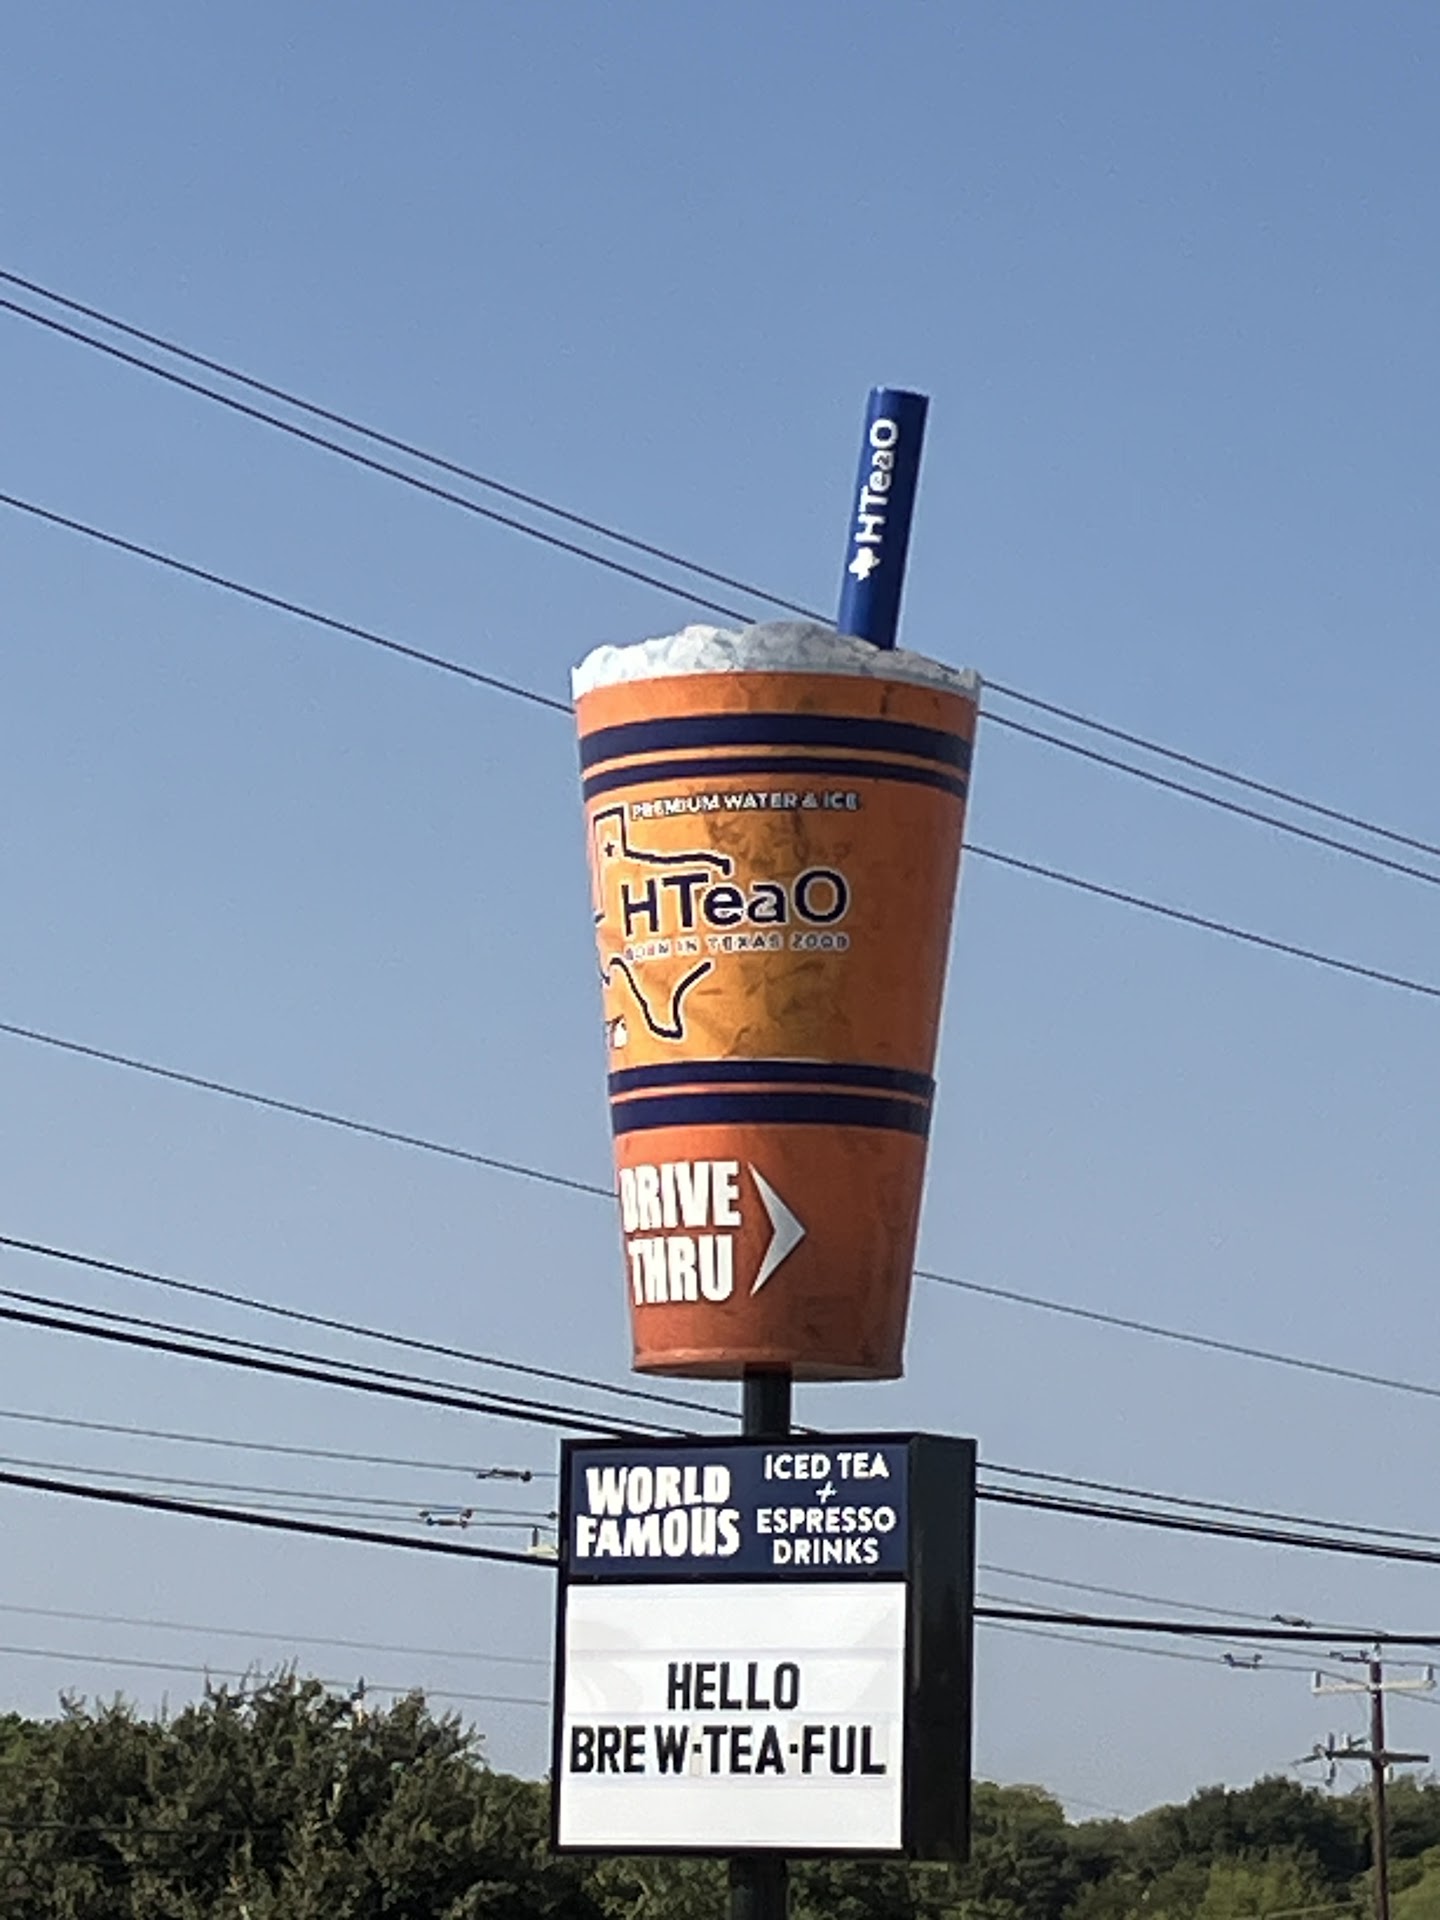 HTeaO
PREMIUM WATER & ICE
HTeaO
BORN IN TEXAS 2009
DRIVE
THRU
WORLD
FAMOUS
ICED TEA
+
ESPRESSO
DRINKS
HELLO
BREW·TEA·FUL